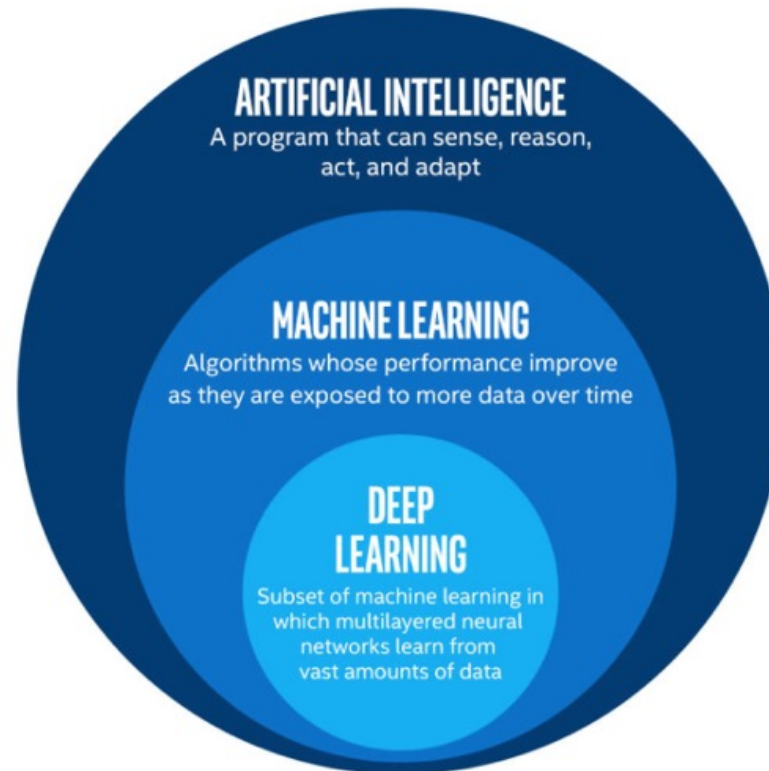 ARTIFICIAL INTELLIGENCE
A program that can sense, reason,
act, and adapt
MACHINE LEARNING
Algorithms whose performance improve
as they are exposed to more data over time
DEEP
LEARNING
Subset of machine learning in
which multilayered neural
networks learn from
vast amounts of data